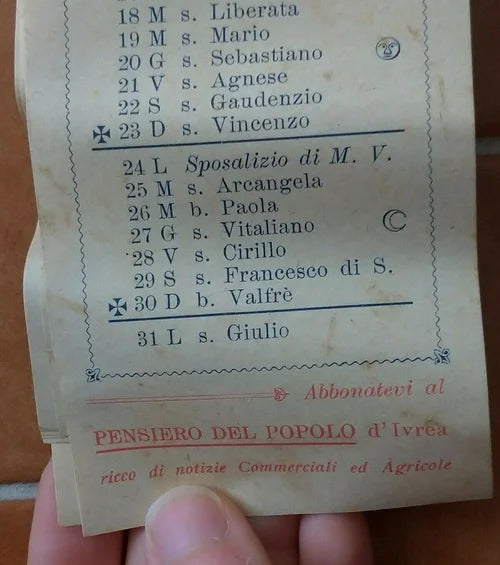 18 M s. Liberata
19 M s. Mario
20 G s. Sebastiano
21 V s. Agnese
22 S s. Gaudenzio
23 D s. Vincenzo
24 L Sposalizio di M. V.
25 M s. Arcangela
26 M b. Paola
27 G s. Vitaliano
28 V s. Cirillo
29 S s. Francesco di S.
30 D b. Valfrè
31 L s. Giulio
Abbonatevi al
PENSIERO DEL POPOLO d'Ivrea
ricco di notizie Commerciali ed Agricole